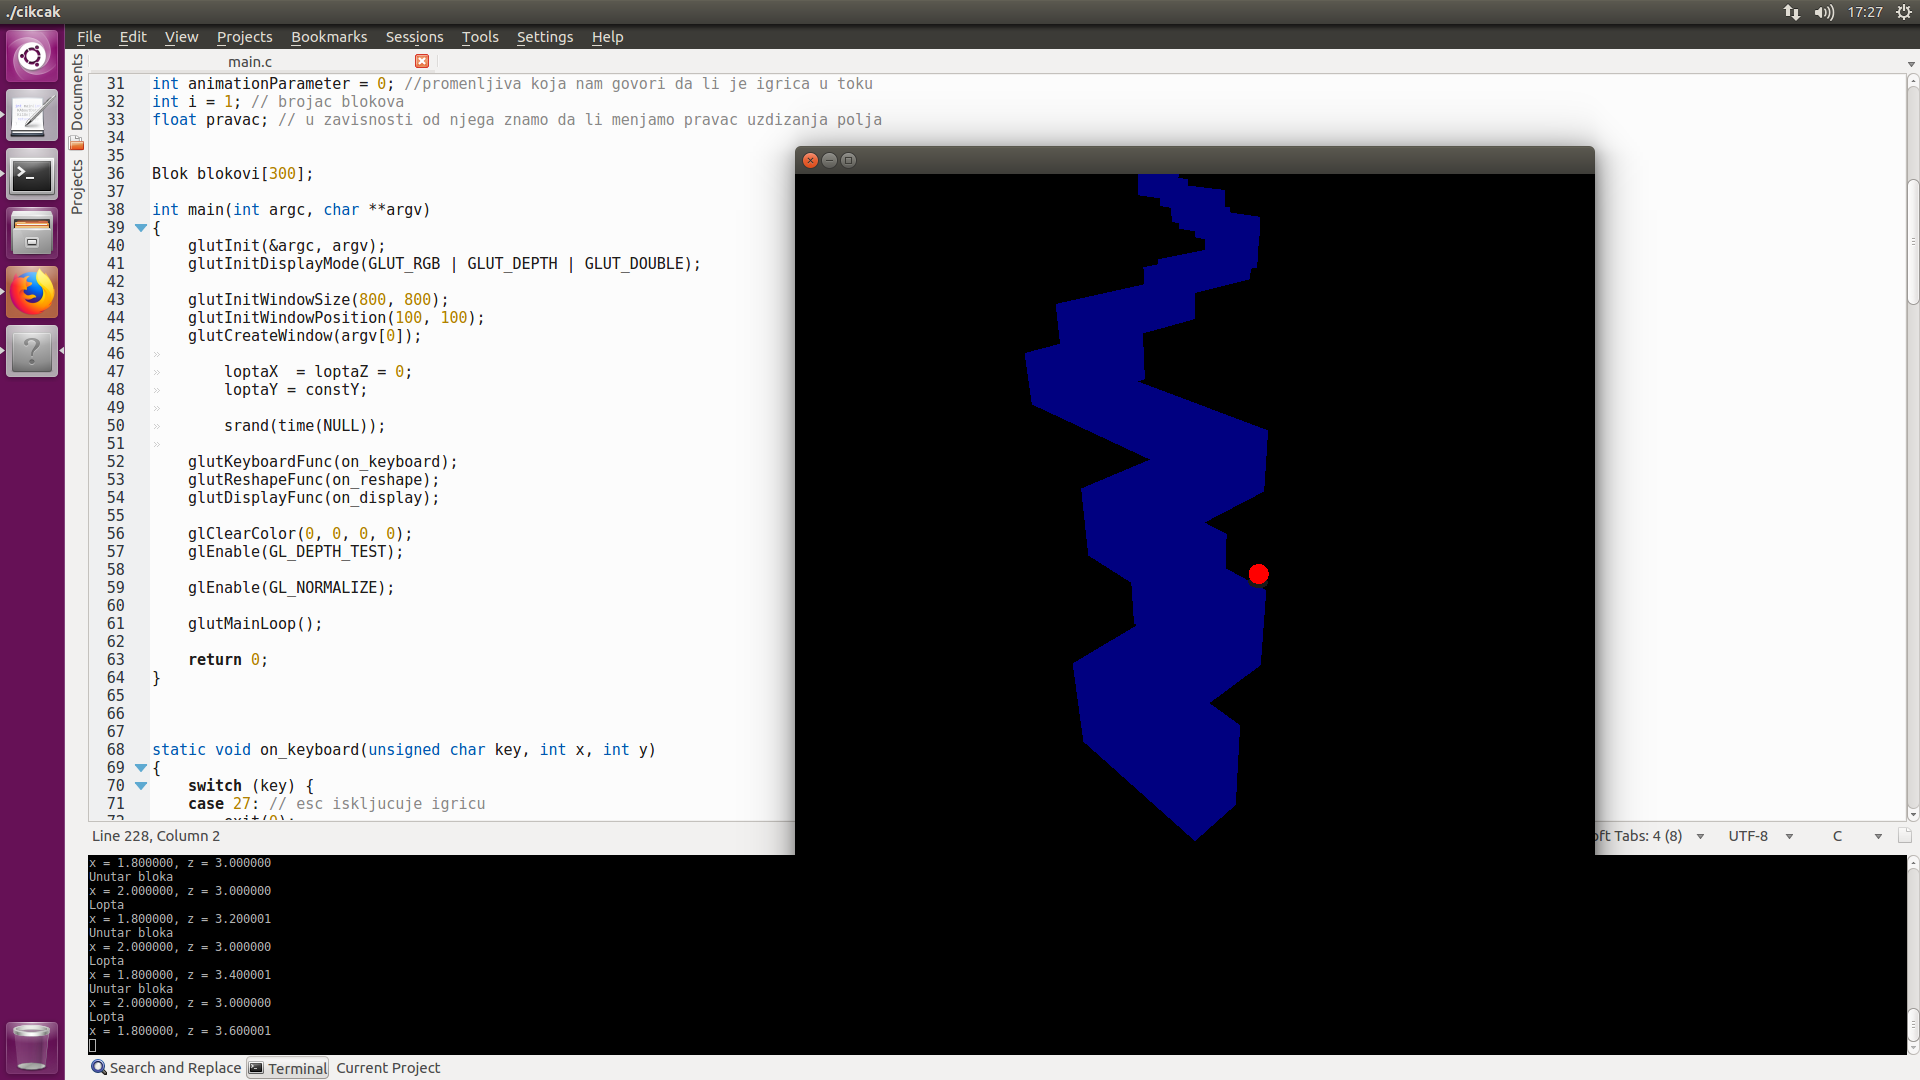 ./cikcak
17:27
File Edit View Projects Bookmarks Sessions Tools Settings Help
Documents
Projects
main.c
31 int animationParameter = 0; //promenljiva koja nam govori da li je igrica u toku
32 int i = 1; // brojac blokova
33 float pravac; // u zavisnosti od njega znamo da li menjamo pravac uzdizanja polja
34
35
36 Blok blokovi[300];
37
38 int main(int argc, char **argv)
39 {
40 glutInit(&argc, argv);
41 glutInitDisplayMode(GLUT_RGB | GLUT_DEPTH | GLUT_DOUBLE);
42
43 glutInitWindowSize(800, 800);
44 glutInitWindowPosition(100, 100);
45 glutCreateWindow(argv[0]);
46 »
47 » loptaX  = loptaZ = 0;
48 » loptaY = constY;
49 »
50 » srand(time(NULL));
51 »
52 glutKeyboardFunc(on_keyboard);
53 glutReshapeFunc(on_reshape);
54 glutDisplayFunc(on_display);
55
56 glClearColor(0, 0, 0, 0);
57 glEnable(GL_DEPTH_TEST);
58
59 glEnable(GL_NORMALIZE);
60
61 glutMainLoop();
62
63 return 0;
64 }
65
66
67
68 static void on_keyboard(unsigned char key, int x, int y)
69 {
70 switch (key) {
71 case 27: // esc iskljucuje igricu
72 exit(0);
Line 228, Column 2
Tabs: 4 (8) UTF-8 C
x = 1.800000, z = 3.000000
Unutar bloka
x = 2.000000, z = 3.000000
Lopta
x = 1.800000, z = 3.200001
Unutar bloka
x = 2.000000, z = 3.000000
Lopta
x = 1.800000, z = 3.400001
Unutar bloka
x = 2.000000, z = 3.000000
Lopta
x = 1.800000, z = 3.600001
Search and Replace Terminal Current Project